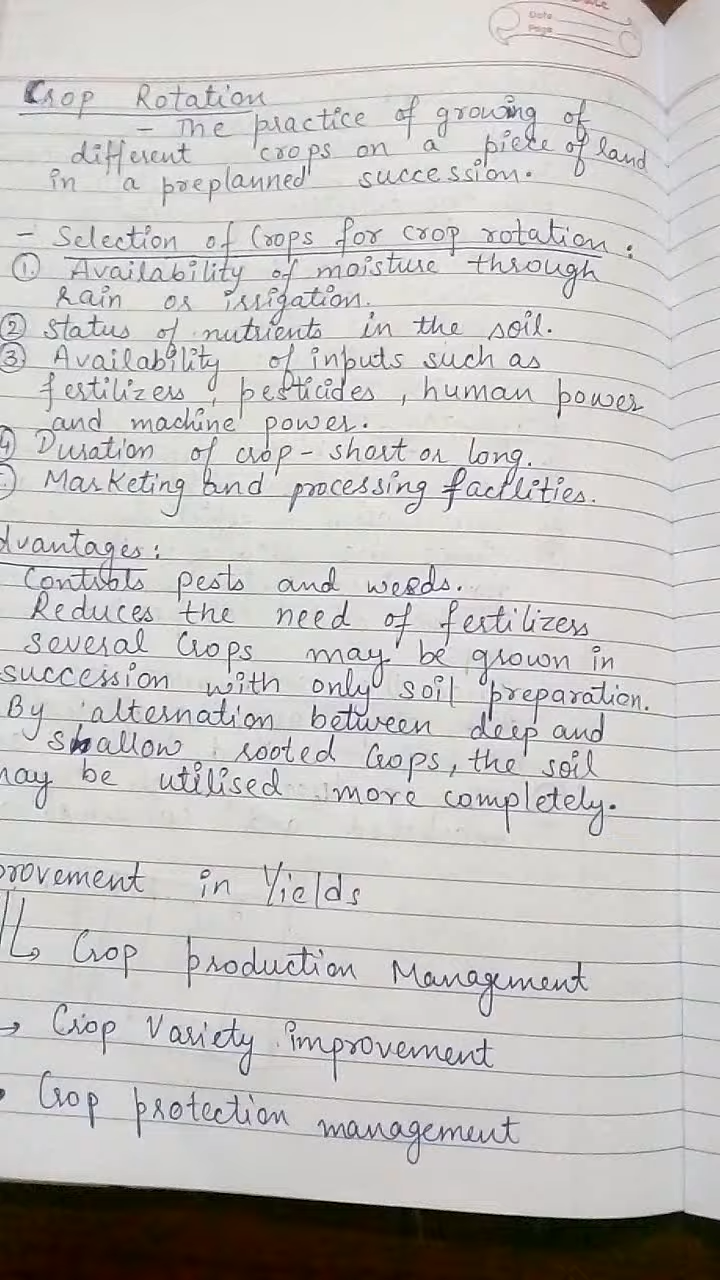 Date
Page
Crop Rotation
- The practice of growing of
different crops on a piece of land
in a preplanned succession.
- Selection of Crops for crop rotation :
① Availability of moisture through
Rain or irrigation.
② Status of nutrients in the soil.
③ Availability of inputs such as
fertilizers, pesticides, human power
and machine power.
④ Duration of crop - short or long.
Marketing and processing facilities.
dvantages:
Controls pests and weeds.
Reduces the need of fertilizers
several Crops may be grown in
succession with only soil preparation.
By alternation between deep and
shallow rooted Crops, the soil
may be utilised more completely.
provement in Yields
↳ Crop production Management
→ Crop Variety improvement
Crop protection management